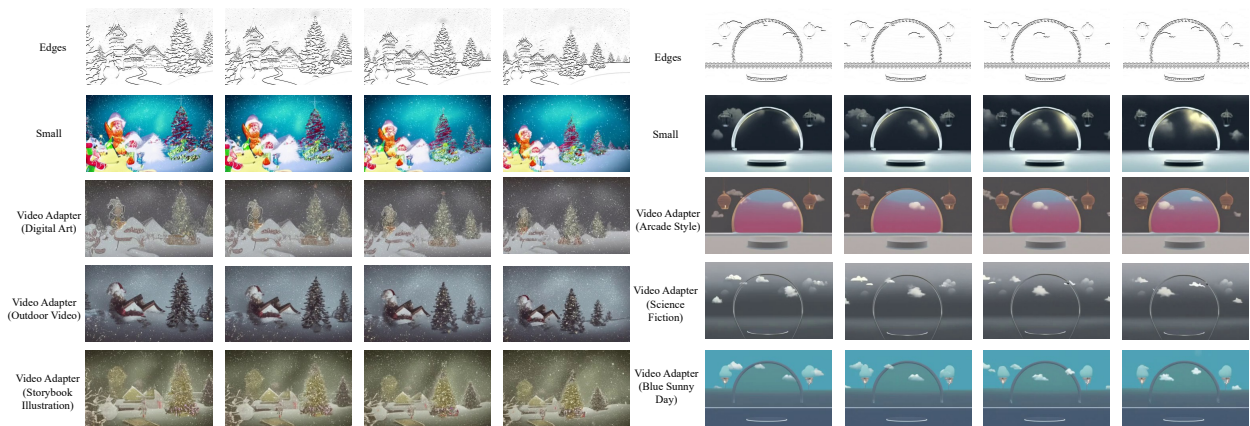 Edges
Small
Video Adapter
(Digital Art)
Video Adapter
(Outdoor Video)
Video Adapter
(Storybook
Illustration)
Edges
Small
Video Adapter
(Arcade Style)
Video Adapter
(Science
Fiction)
Video Adapter
(Blue Sunny
Day)